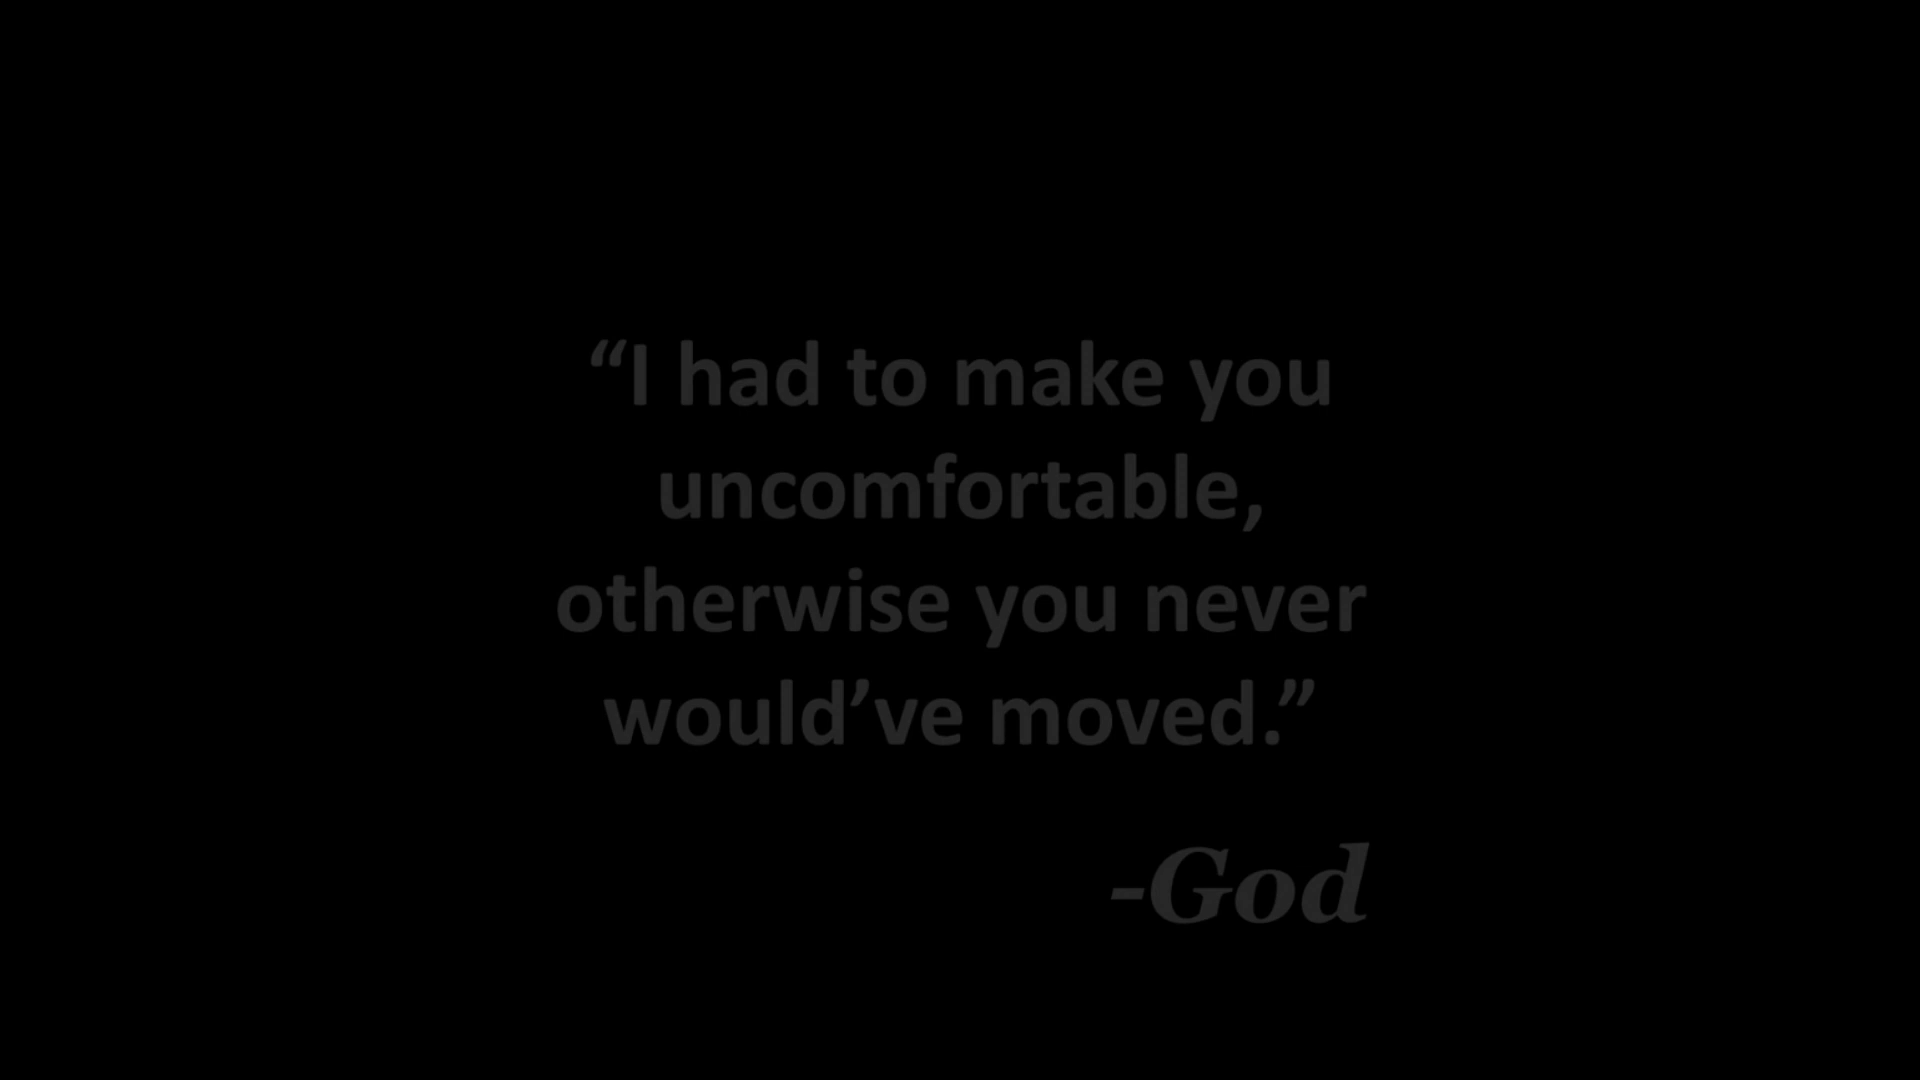 “I had to make you
uncomfortable,
otherwise you never
would’ve moved.”
-God